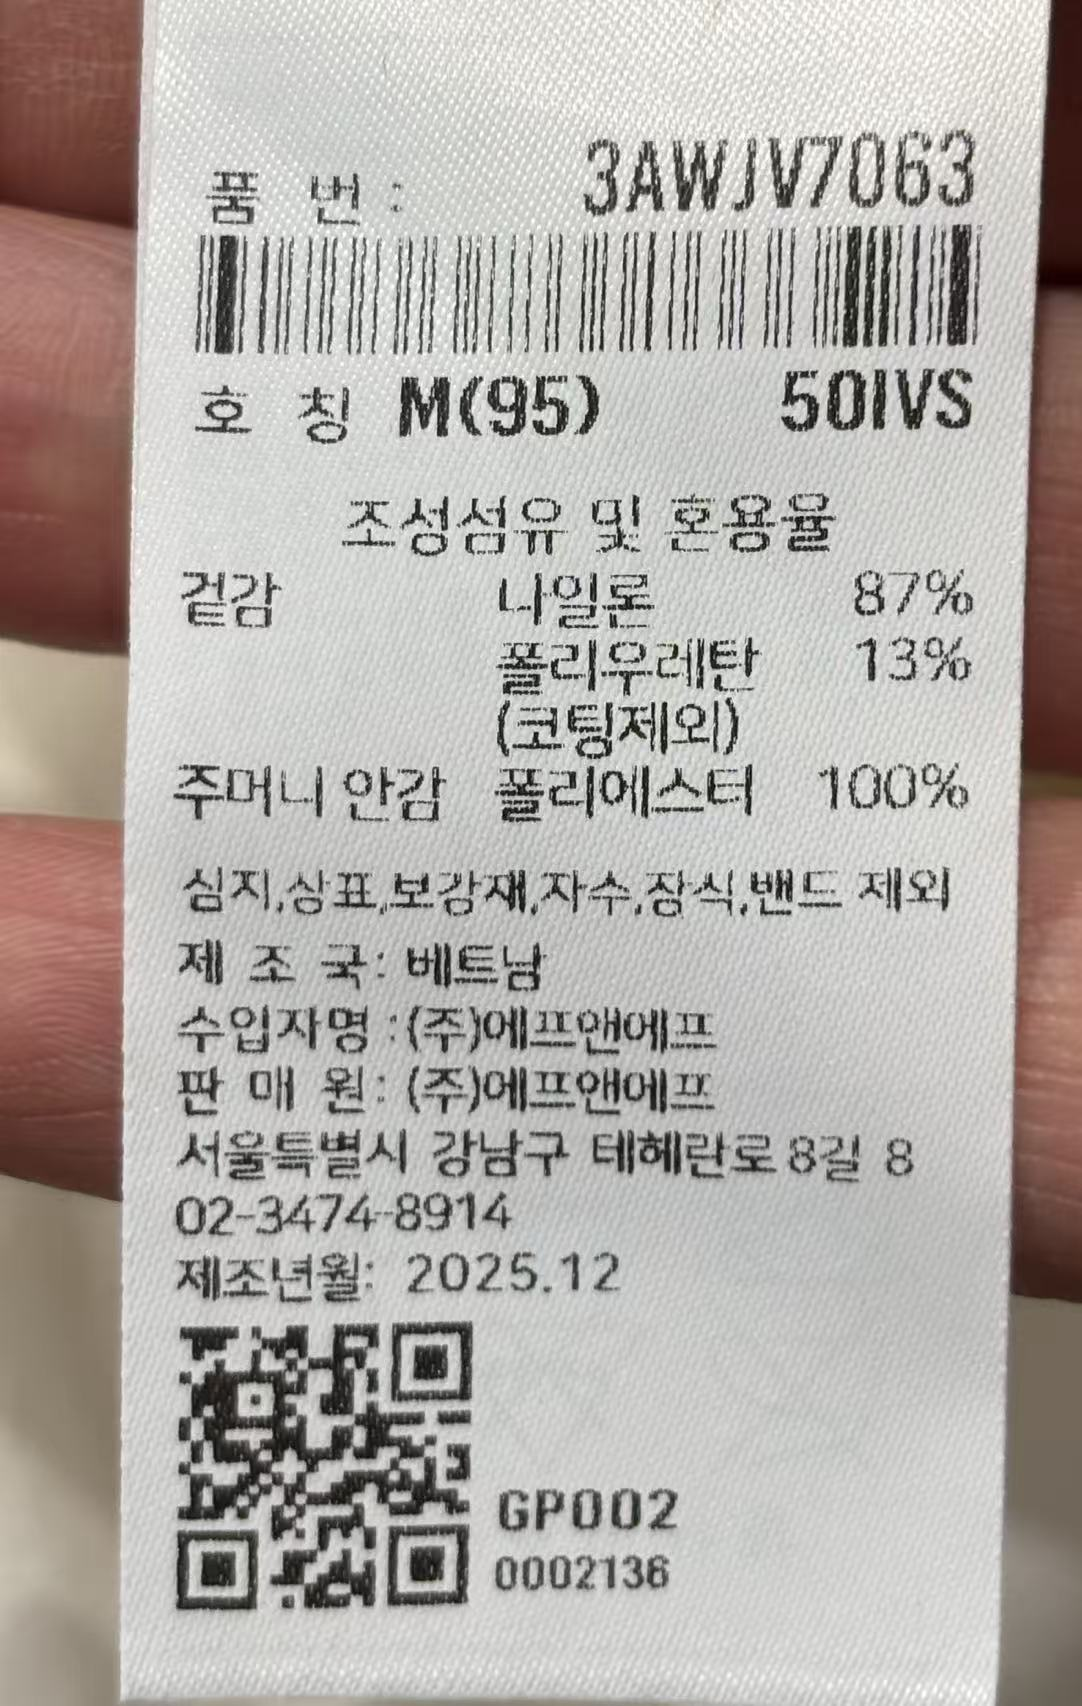 품 번 : 3AWJV7063
호 칭 M(95) 50IVS
조성섬유 및 혼용율
겉감 나일론 87%
폴리우레탄 13%
(코팅제외)
주머니 안감 폴리에스터 100%
심지,상표,보강재,자수,장식,밴드 제외
제 조 국: 베트남
수입자명 :(주)에프앤에프
판 매 원: (주)에프앤에프
서울특별시 강남구 테헤란로8길 8
02-3474-8914
제조년월: 2025.12
GP002
0002136